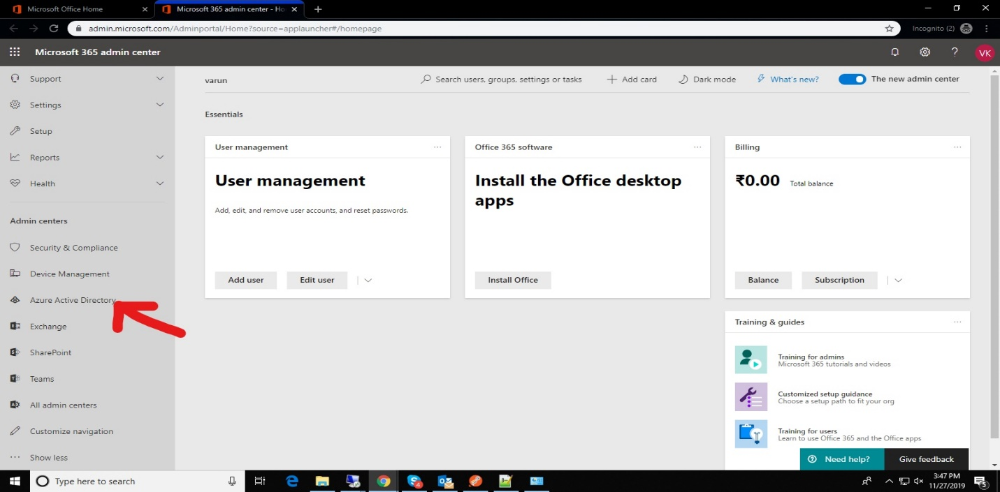 Microsoft Office Home
Microsoft 365 admin center - Ho
admin.microsoft.com/Adminportal/Home?source=applauncher#/homepage
Incognito (2)
Microsoft 365 admin center
VK
Support
Settings
Setup
Reports
Health
Admin centers
Security & Compliance
Device Management
Azure Active Directory
Exchange
SharePoint
Teams
All admin centers
Customize navigation
Show less
varun
Search users, groups, settings or tasks
Add card
Dark mode
What's new?
The new admin center
Essentials
User management
User management
Add, edit, and remove user accounts, and reset passwords.
Add user
Edit user
Office 365 software
Install the Office desktop
apps
Install Office
Billing
₹0.00 Total balance
Balance
Subscription
Training & guides
Training for admins
Microsoft 365 tutorials and videos
Customized setup guidance
Choose a setup path to fit your org
Training for users
Learn to use Office 365 and the Office apps
Need help?
Give feedback
Type here to search
4
3:47 PM
11/27/2019
5